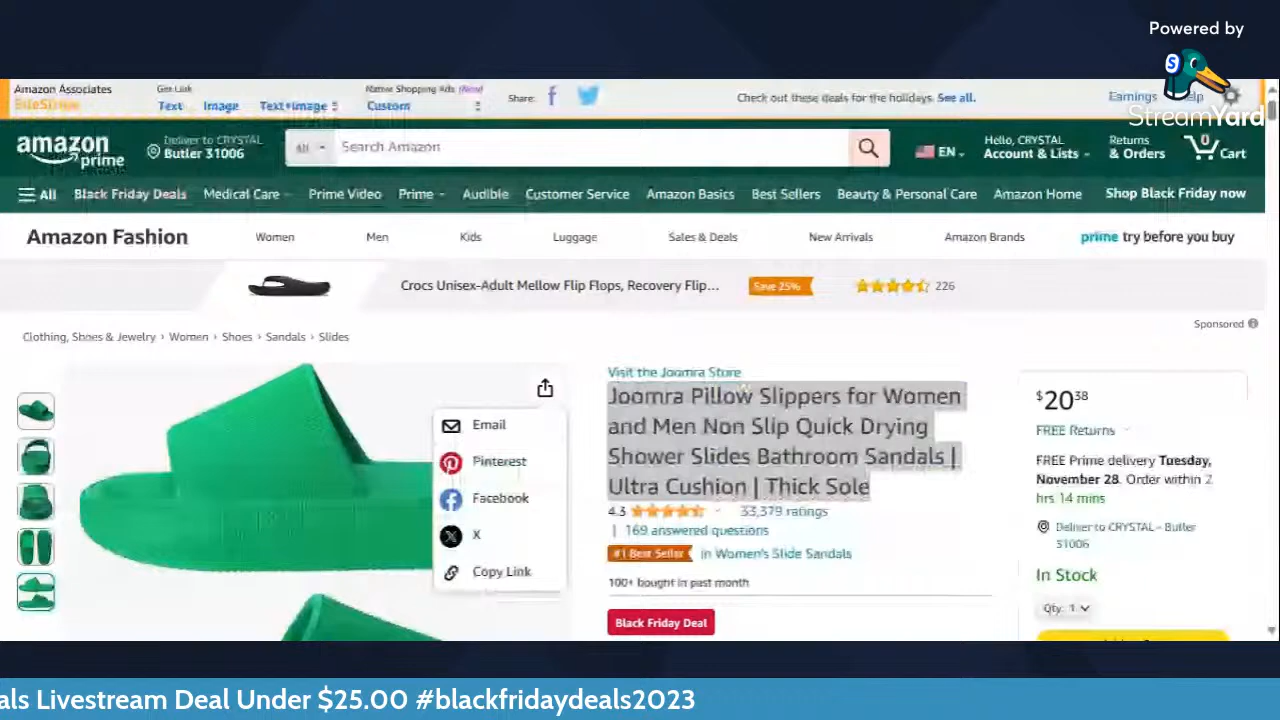 Powered by
StreamYard
Amazon Associates
SiteStripe
Get Link
Text Image Text+Image
Native Shopping Ads (New)
Custom
Share:
Check out these deals for the holidays. See all.
Earnings Help
amazon prime
Deliver to CRYSTAL
Butler 31006
All
Search Amazon
EN
Hello, CRYSTAL
Account & Lists
Returns
& Orders
0
Cart
All Black Friday Deals Medical Care Prime Video Prime Audible Customer Service Amazon Basics Best Sellers Beauty & Personal Care Amazon Home Shop Black Friday now
Amazon Fashion Women Men Kids Luggage Sales & Deals New Arrivals Amazon Brands prime try before you buy
Crocs Unisex-Adult Mellow Flip Flops, Recovery Flip... Save 25% 226
Sponsored
Clothing, Shoes & Jewelry › Women › Shoes › Sandals › Slides
Email
Pinterest
Facebook
X
Copy Link
Visit the Joomra Store
Joomra Pillow Slippers for Women
and Men Non Slip Quick Drying
Shower Slides Bathroom Sandals |
Ultra Cushion | Thick Sole
4.3 33,379 ratings
| 169 answered questions
#1 Best Seller in Women's Slide Sandals
100+ bought in past month
Black Friday Deal
$20 38
FREE Returns
FREE Prime delivery Tuesday,
November 28. Order within 2
hrs 14 mins
Deliver to CRYSTAL - Butler
31006
In Stock
Qty: 1
als Livestream Deal Under $25.00 #blackfridaydeals2023